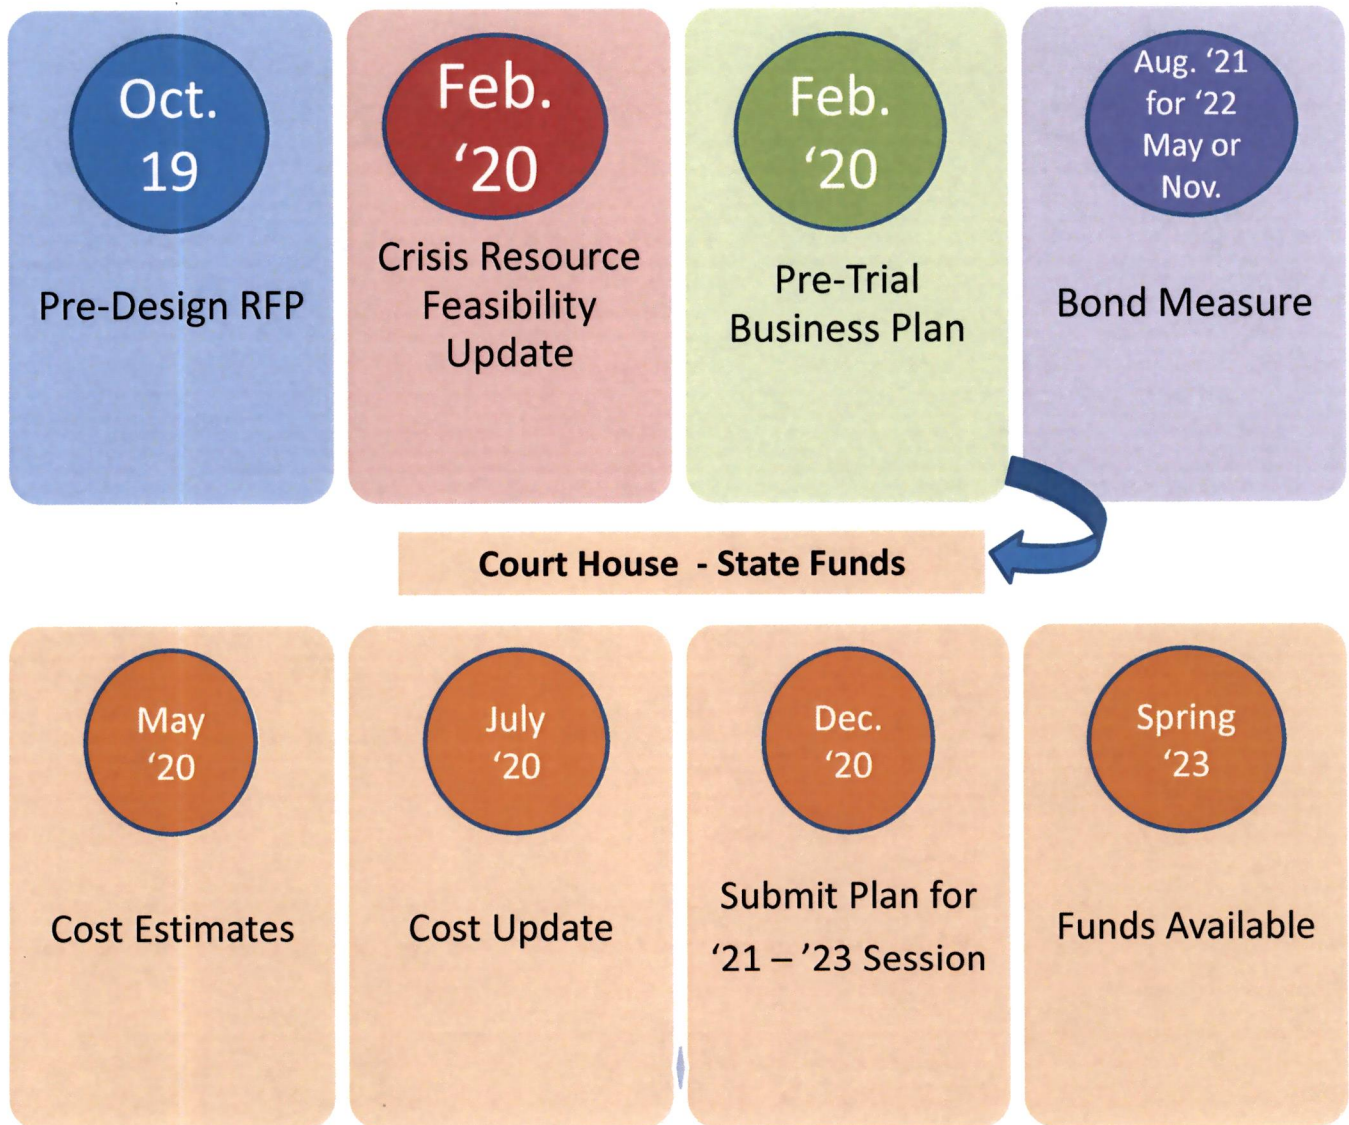 Oct.
19
Pre-Design RFP
Feb.
‘20
Crisis Resource
Feasibility
Update
Feb.
‘20
Pre-Trial
Business Plan
Aug. ‘21
for ‘22
May or
Nov.
Bond Measure
Court House  - State Funds
May
‘20
Cost Estimates
July
‘20
Cost Update
Dec.
‘20
Submit Plan for
‘21 – ’23 Session
Spring
‘23
Funds Available